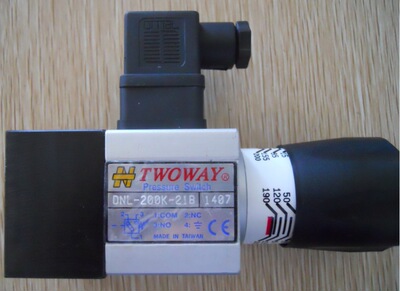 TWOWAY®
Pressure Switch
DNL-200K-21B 1407
1:COM 2:NC
3:NO 4:⏚
MADE IN TAIWAN CE
50
120
190